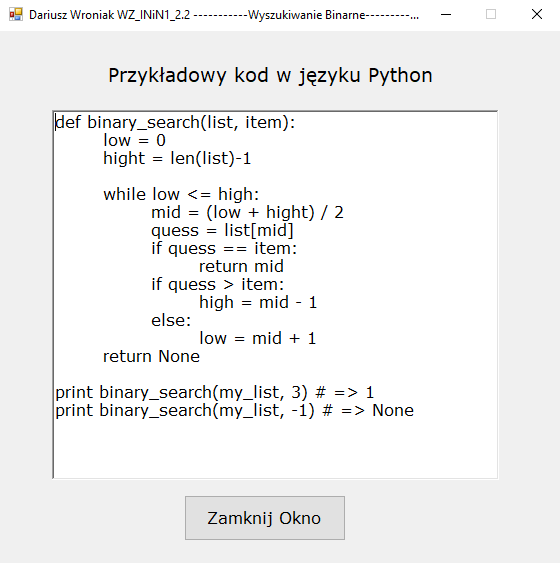 Dariusz Wroniak WZ_INiN1_2.2 -----------Wyszukiwanie Binarne---------...
Przykładowy kod w języku Python
def binary_search(list, item):
low = 0
hight = len(list)-1
while low <= high:
mid = (low + hight) / 2
quess = list[mid]
if quess == item:
return mid
if quess > item:
high = mid - 1
else:
low = mid + 1
return None
print binary_search(my_list, 3) # => 1
print binary_search(my_list, -1) # => None
Zamknij Okno